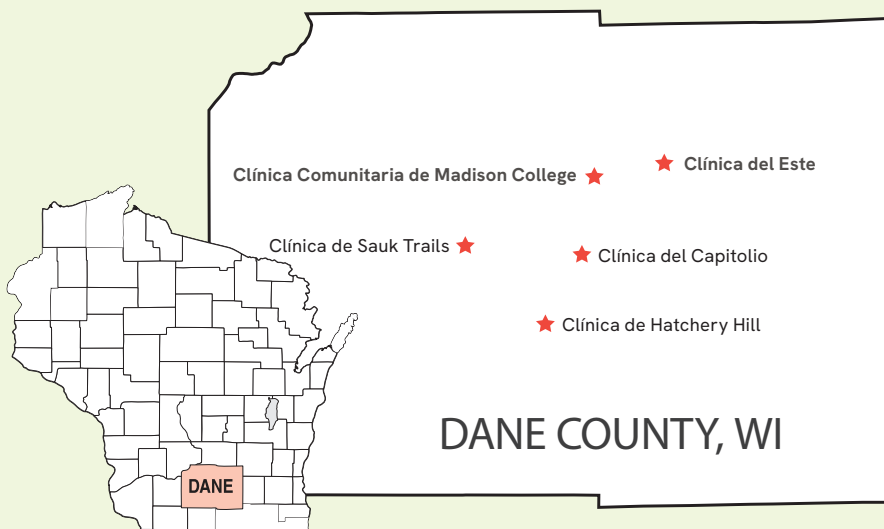 Clínica del Este
Clínica Comunitaria de Madison College
Clínica de Sauk Trails
Clínica del Capitolio
Clínica de Hatchery Hill
DANE COUNTY, WI
DANE